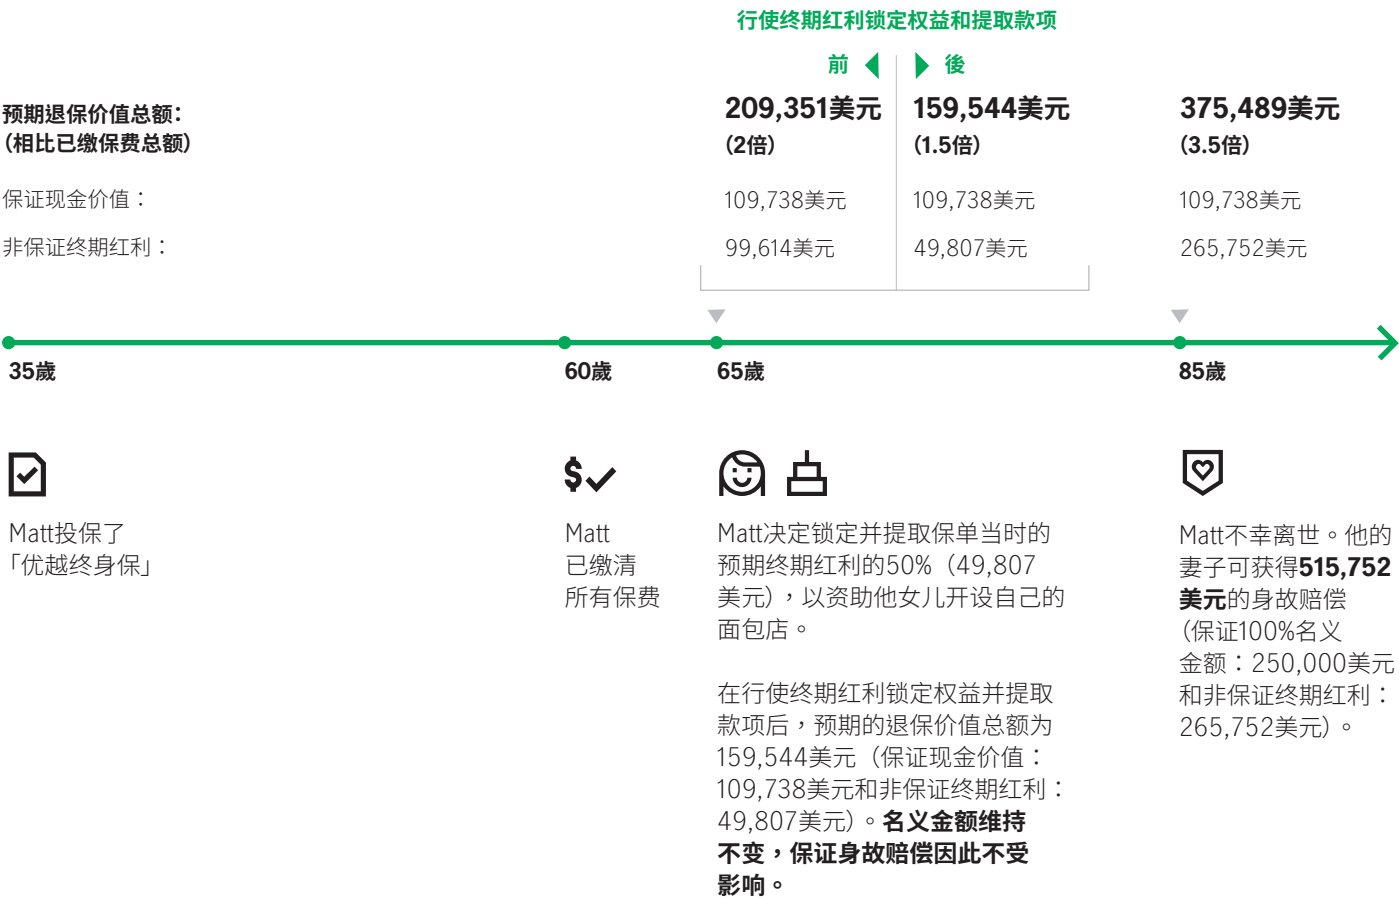 行使终期红利锁定权益和提取款项
前 後
预期退保价值总额：
（相比已缴保费总额）
209,351美元
（2倍）
159,544美元
（1.5倍）
375,489美元
（3.5倍）
保证现金价值：
109,738美元
109,738美元
109,738美元
非保证终期红利：
99,614美元
49,807美元
265,752美元
35歲
60歲
65歲
85歲
Matt投保了
「优越终身保」
$
Matt
已缴清
所有保费
Matt决定锁定并提取保单当时的
预期终期红利的50%（49,807
美元），以资助他女儿开设自己的
面包店。
在行使终期红利锁定权益并提取
款项后，预期的退保价值总额为
159,544美元（保证现金价值：
109,738美元和非保证终期红利：
49,807美元）。名义金额维持
不变，保证身故赔偿因此不受
影响。
Matt不幸离世。他的
妻子可获得515,752
美元的身故赔偿
（保证100%名义
金额：250,000美元
和非保证终期红利：
265,752美元）。